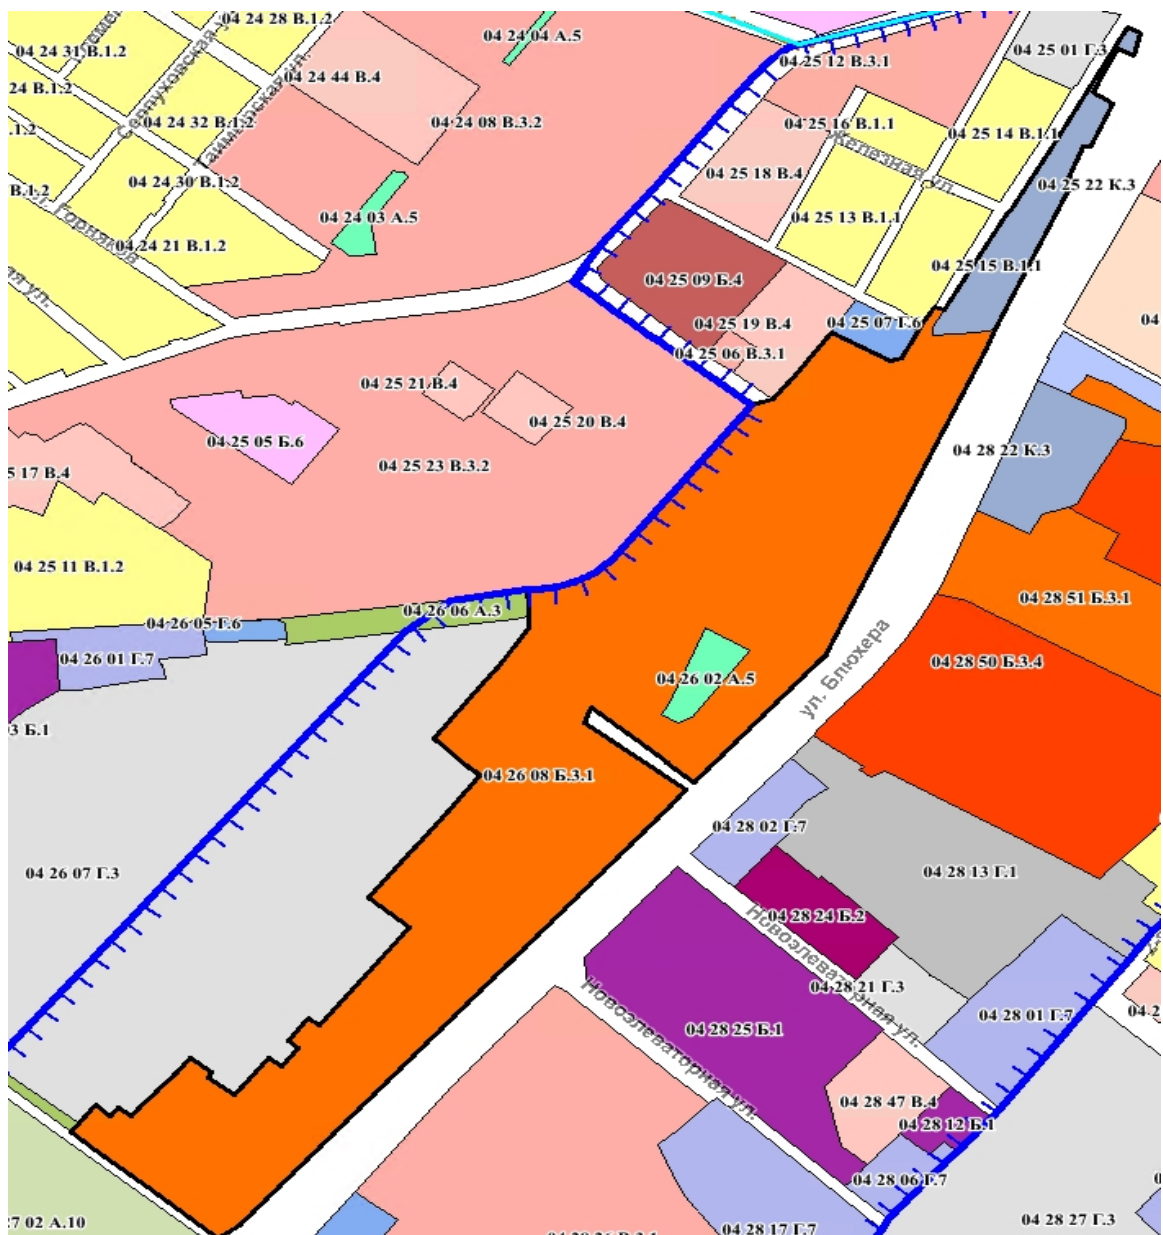 04 24 28 В.1.2
04 24 04 А.5
04 24 31 В.1.2
04 25 01 Г.3
04 25 12 В.3.1
04 24 44 В.4
24 В.1.2
04 24 32 В.1.2
04 24 08 В.3.2
04 25 16 В.1.1
04 25 14 В.1.1
.1.2
Серпуховская ул.
Таймырская ул.
Железная ул.
04 25 18 В.4
04 24 30 В.1.2
04 25 22 К.3
В.1.2
04 24 03 А.5
04 25 13 В.1.1
04 24 21 В.1.2
Горняков
04 25 15 В.1.1
ая ул.
04 25 09 Б.4
04 25 19 В.4
04 25 07 Г.6
04
04 25 06 В.3.1
04 25 21 В.4
04 25 20 В.4
04 25 05 Б.6
04 28 22 К.3
04 25 23 В.3.2
5 17 В.4
04 25 11 В.1.2
04 28 51 Б.3.1
04 26 06 А.3
04 26 05 Г.6
04 26 01 Г.7
04 28 50 Б.3.4
04 26 02 А.5
ул. Блюхера
3 Б.1
04 26 08 Б.3.1
04 28 02 Г.7
04 26 07 Г.3
04 28 13 Г.1
04 28 24 Б.2
Новоэлеваторная ул.
04 28 21 Г.3
04 28 01 Г.7
04 2
Новоэлеваторная ул.
04 28 25 Б.1
04 28 47 В.4
04 28 12 Б.1
04 28 06 Г.7
0
7 02 А.10
04 28 17 Г.7
04 28 27 Г.3
04 28 26 В.3.1